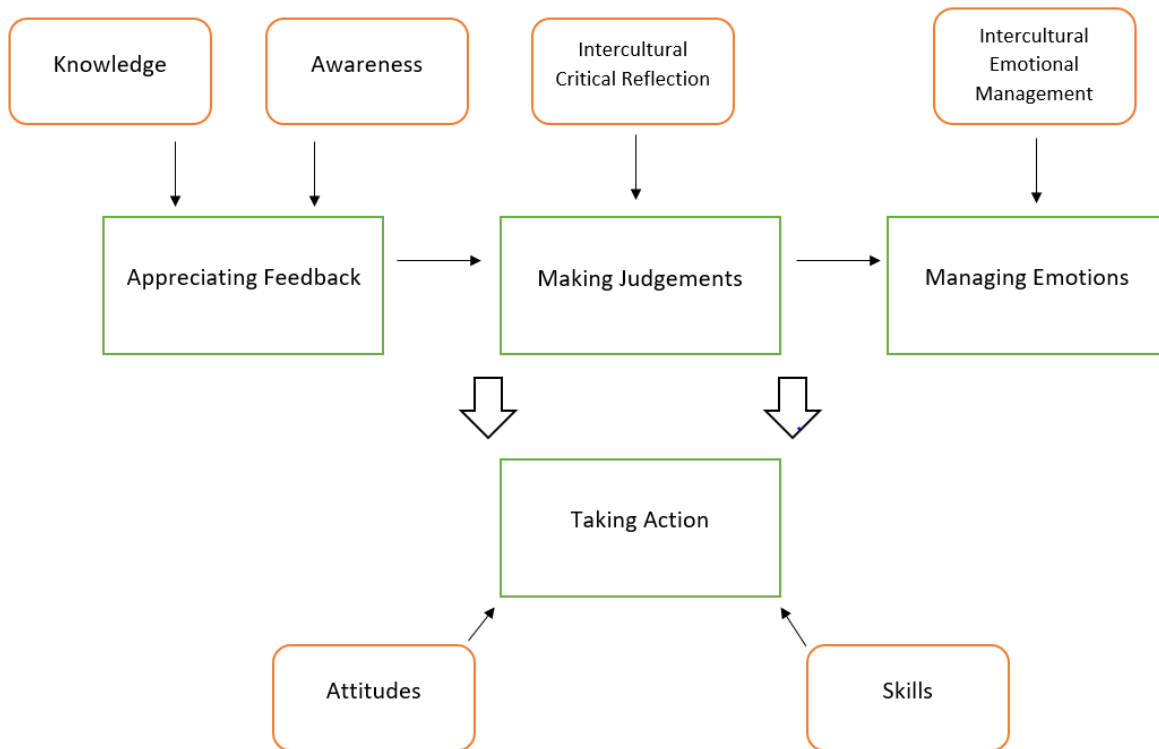 Knowledge
Awareness
Intercultural
Critical Reflection
Intercultural
Emotional
Management
Appreciating Feedback
Making Judgements
Managing Emotions
Taking Action
Attitudes
Skills